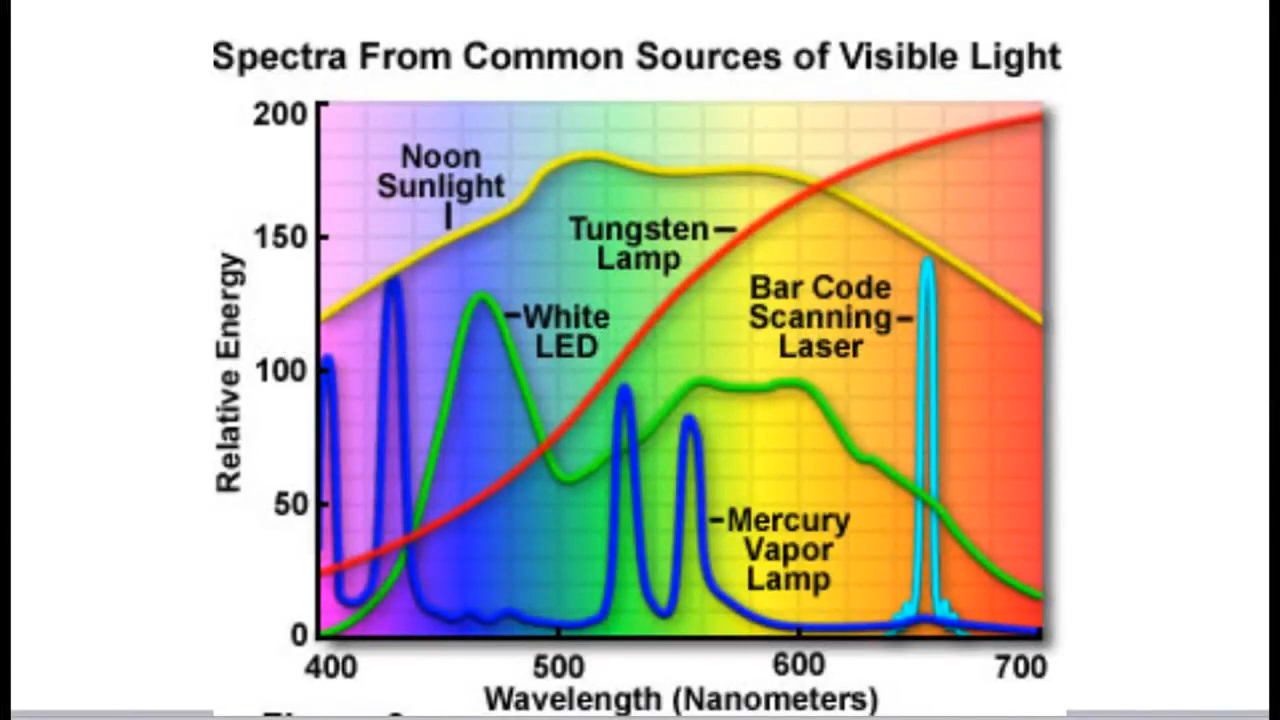 Spectra From Common Sources of Visible Light
200
150
100
50
0
Relative Energy
Noon
Sunlight
Tungsten
Lamp
White
LED
Bar Code
Scanning
Laser
Mercury
Vapor
Lamp
400 500 600 700
Wavelength (Nanometers)